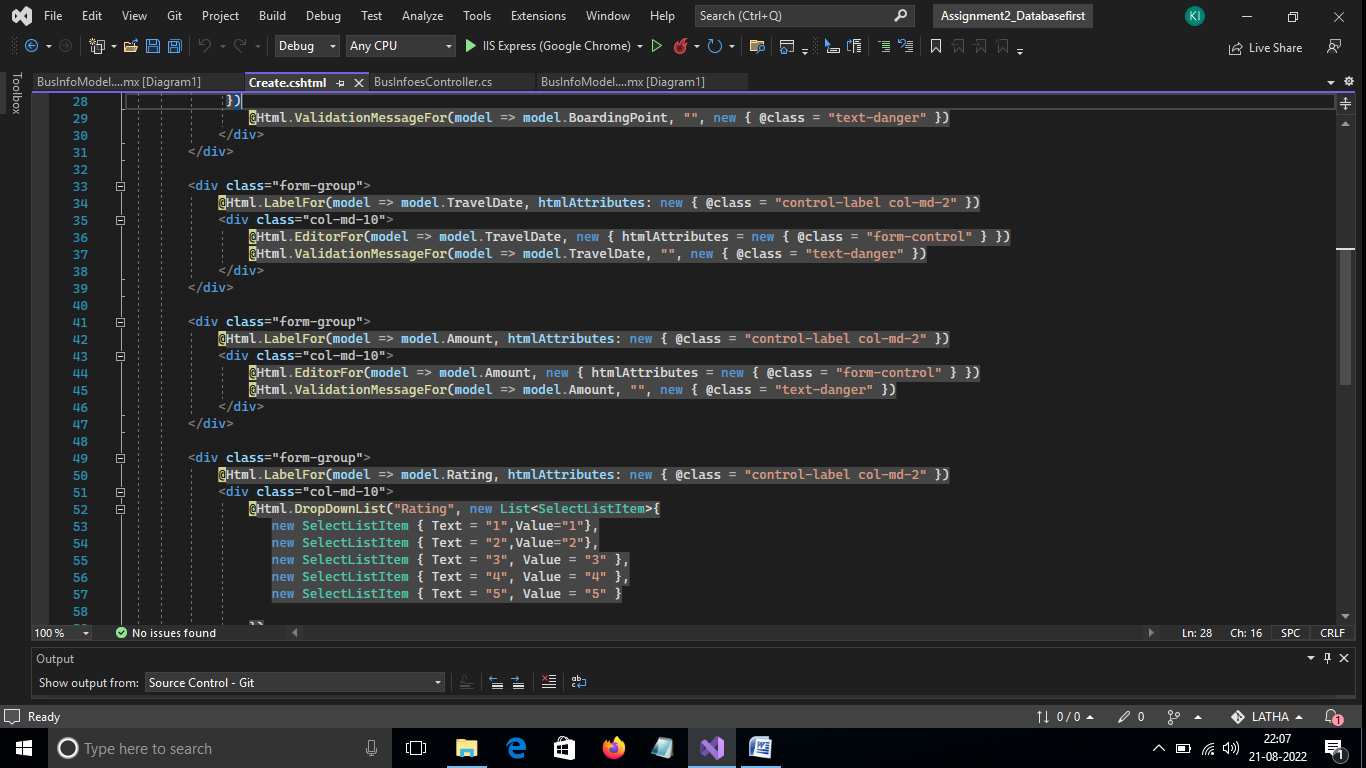 File Edit View Git Project Build Debug Test Analyze Tools Extensions Window Help Search (Ctrl+Q) Assignment2_Databasefirst KI
Debug Any CPU IIS Express (Google Chrome) Live Share
Toolbox
BusInfoModel....mx [Diagram1] Create.cshtml BusInfoesController.cs BusInfoModel....mx [Diagram1]
28 })
29 @Html.ValidationMessageFor(model => model.BoardingPoint, "", new { @class = "text-danger" })
30 </div>
31 </div>
32
33 <div class="form-group">
34 @Html.LabelFor(model => model.TravelDate, htmlAttributes: new { @class = "control-label col-md-2" })
35 <div class="col-md-10">
36 @Html.EditorFor(model => model.TravelDate, new { htmlAttributes = new { @class = "form-control" } })
37 @Html.ValidationMessageFor(model => model.TravelDate, "", new { @class = "text-danger" })
38 </div>
39 </div>
40
41 <div class="form-group">
42 @Html.LabelFor(model => model.Amount, htmlAttributes: new { @class = "control-label col-md-2" })
43 <div class="col-md-10">
44 @Html.EditorFor(model => model.Amount, new { htmlAttributes = new { @class = "form-control" } })
45 @Html.ValidationMessageFor(model => model.Amount, "", new { @class = "text-danger" })
46 </div>
47 </div>
48
49 <div class="form-group">
50 @Html.LabelFor(model => model.Rating, htmlAttributes: new { @class = "control-label col-md-2" })
51 <div class="col-md-10">
52 @Html.DropDownList("Rating", new List<SelectListItem>{
53 new SelectListItem { Text = "1",Value="1"},
54 new SelectListItem { Text = "2",Value="2"},
55 new SelectListItem { Text = "3", Value = "3" },
56 new SelectListItem { Text = "4", Value = "4" },
57 new SelectListItem { Text = "5", Value = "5" }
58
100 % No issues found Ln: 28 Ch: 16 SPC CRLF
Output
Show output from: Source Control - Git
Ready 0 / 0 0 LATHA 1
Type here to search 22:07
21-08-2022 1